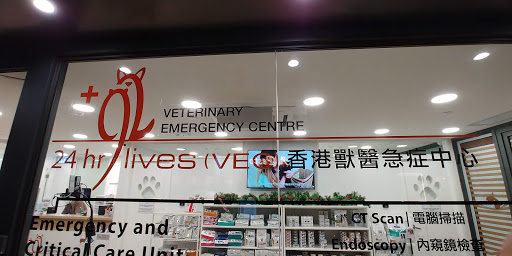 VETERINARY
EMERGENCY CENTRE
24 hr 9 lives (VEC) 香港獸醫急症中心
Emergency and
Critical Care Unit
CT Scan | 電腦掃描
Endoscopy | 內窺鏡檢查